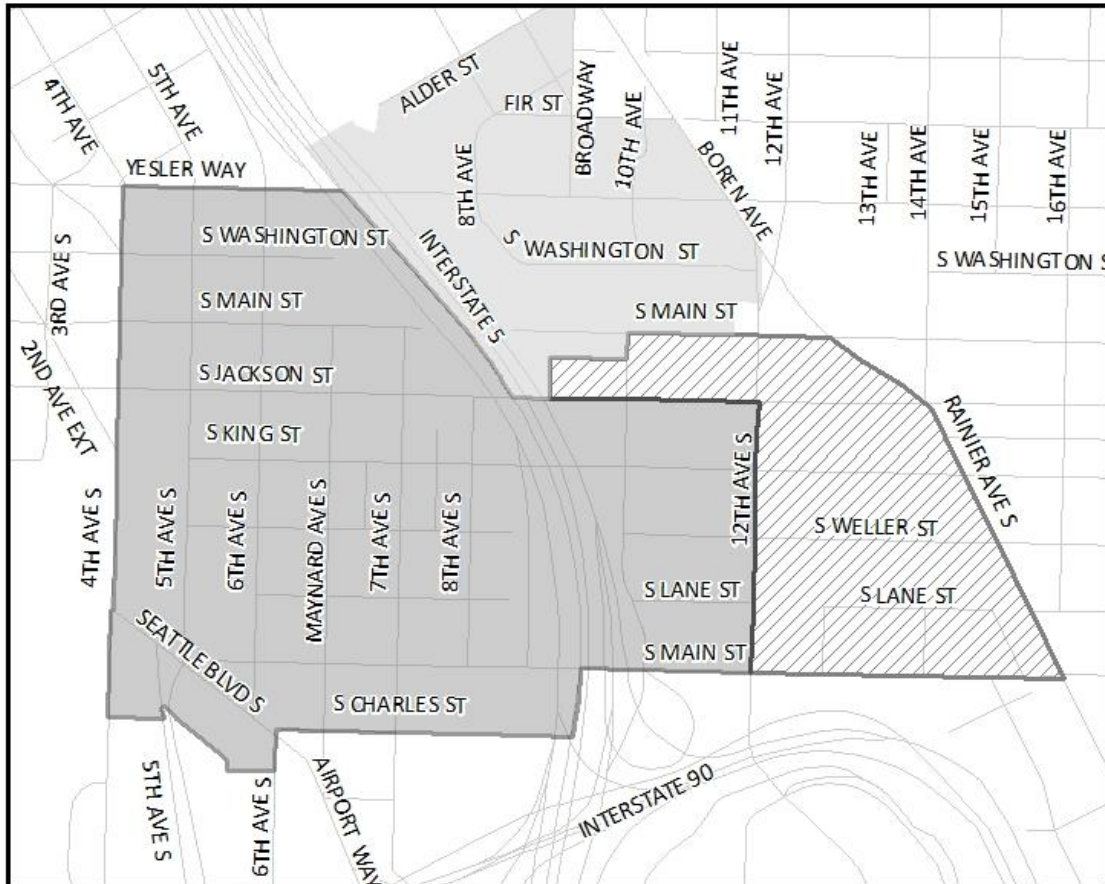 4TH AVE
5TH AVE
ALDER ST
FIR ST
BROADWAY
10TH AVE
11TH AVE
12TH AVE
BOREN AVE
13TH AVE
14TH AVE
15TH AVE
16TH AVE
YESLER WAY
8TH AVE
3RD AVE S
S WASHINGTON ST
INTERSTATE 5
S WASHINGTON ST
S WASHINGTON S
S MAIN ST
S MAIN ST
2ND AVE EXT
S JACKSON ST
S KING ST
RAINIER AVE S
4TH AVE S
5TH AVE S
6TH AVE S
MAYNARD AVE S
7TH AVE S
8TH AVE S
12TH AVE S
S WELLER ST
S LANE ST
S LANE ST
SEATTLE BLVD S
S MAIN ST
S CHARLES ST
5TH AVE S
6TH AVE S
AIRPORT WAY
INTERSTATE 90